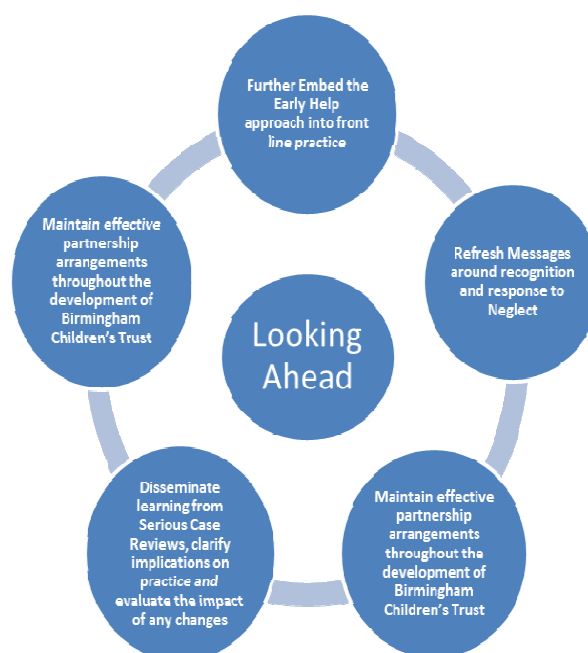 Further Embed the
Early Help
approach into front
line practice
Refresh Messages
around recognition
and response to
Neglect
Maintain effective
partnership
arrangements
throughout the
development of
Birmingham
Children's Trust
Disseminate
learning from
Serious Case
Reviews, clarify
implications on
practice and
evaluate the impact
of any changes
Maintain effective
partnership
arrangements
throughout the
development of
Birmingham
Children's Trust
Looking
Ahead